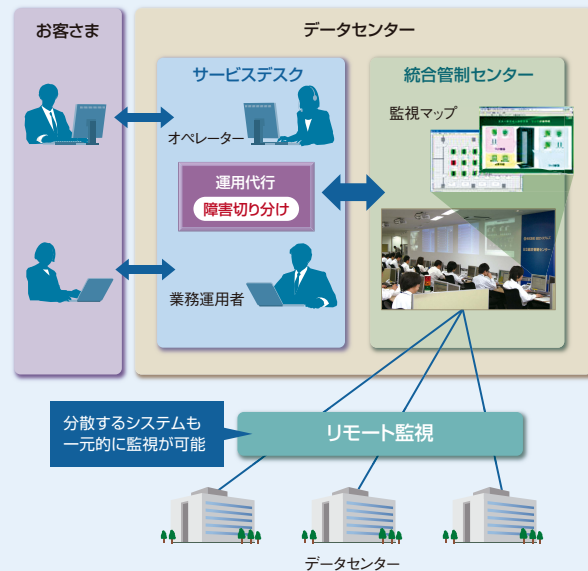 お客さま
データセンター
サービスデスク
統合管制センター
監視マップ
オペレーター
運用代行
障害切り分け
業務運用者
分散するシステムも
一元的に監視が可能
リモート監視
データセンター